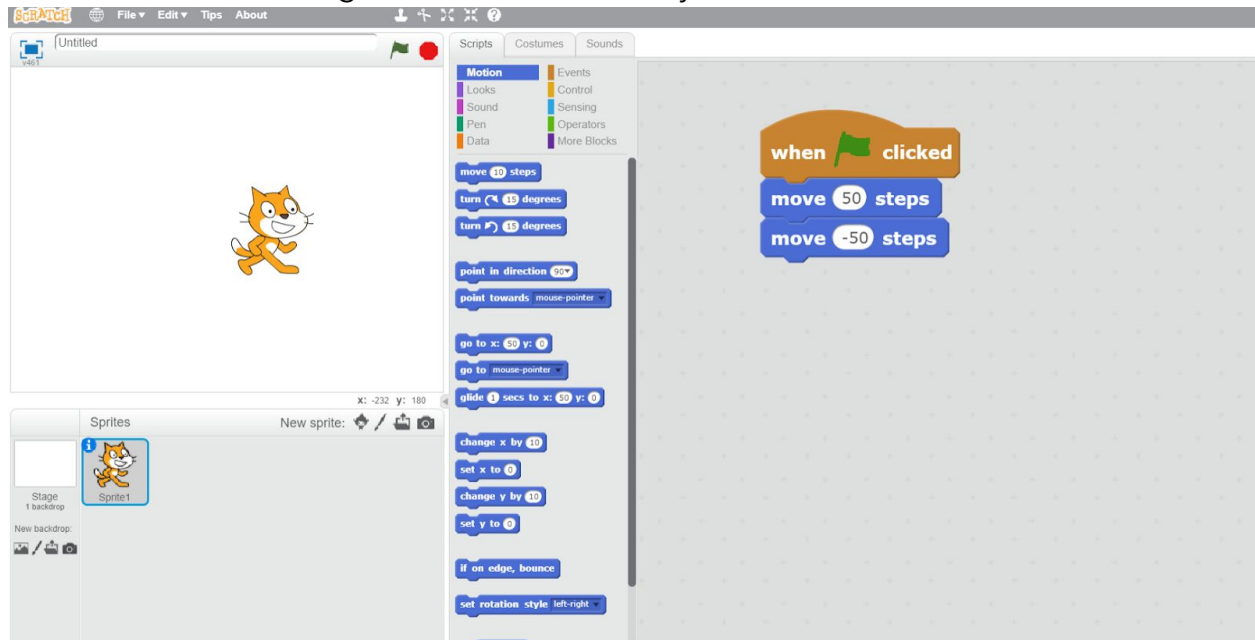 SCRATCH File Edit Tips About
Untitled
v461
x: -232 y: 180
Sprites New sprite:
Stage
1 backdrop
Sprite1
New backdrop:
Scripts Costumes Sounds
Motion Events
Looks Control
Sound Sensing
Pen Operators
Data More Blocks
move 10 steps
turn 15 degrees
turn 15 degrees
point in direction 90
point towards mouse-pointer
go to x: 50 y: 0
go to mouse-pointer
glide 1 secs to x: 50 y: 0
change x by 10
set x to 0
change y by 10
set y to 0
if on edge, bounce
set rotation style left-right
when clicked
move 50 steps
move -50 steps